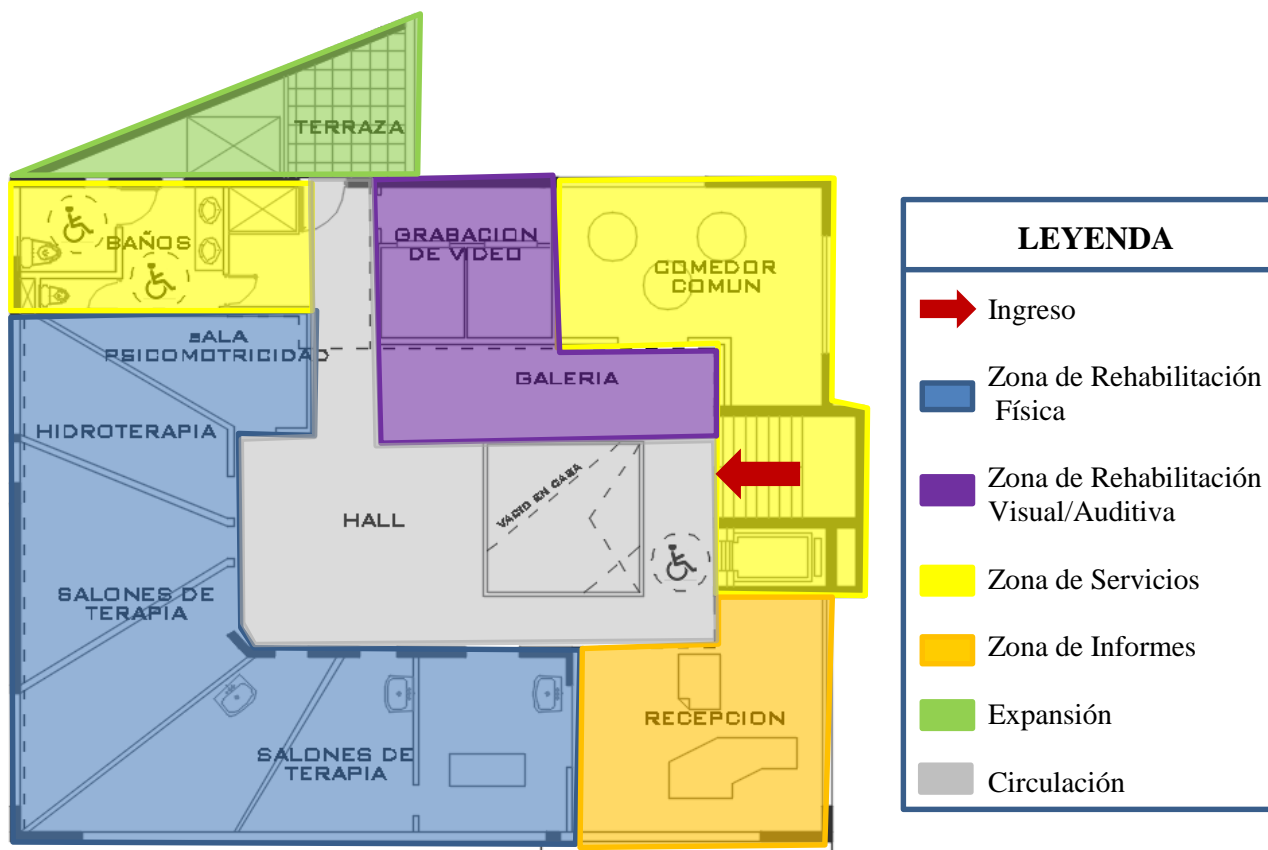 TERRAZA
BAÑOS
GRABACION
DE VIDEO
COMEDOR
COMUN
SALA
PSICOMOTRICIDAD
GALERIA
HIDROTERAPIA
HALL
VACIO EN CASA
SALONES DE
TERAPIA
SALONES DE
TERAPIA
RECEPCION
LEYENDA
Ingreso
Zona de Rehabilitación
Física
Zona de Rehabilitación
Visual/Auditiva
Zona de Servicios
Zona de Informes
Expansión
Circulación